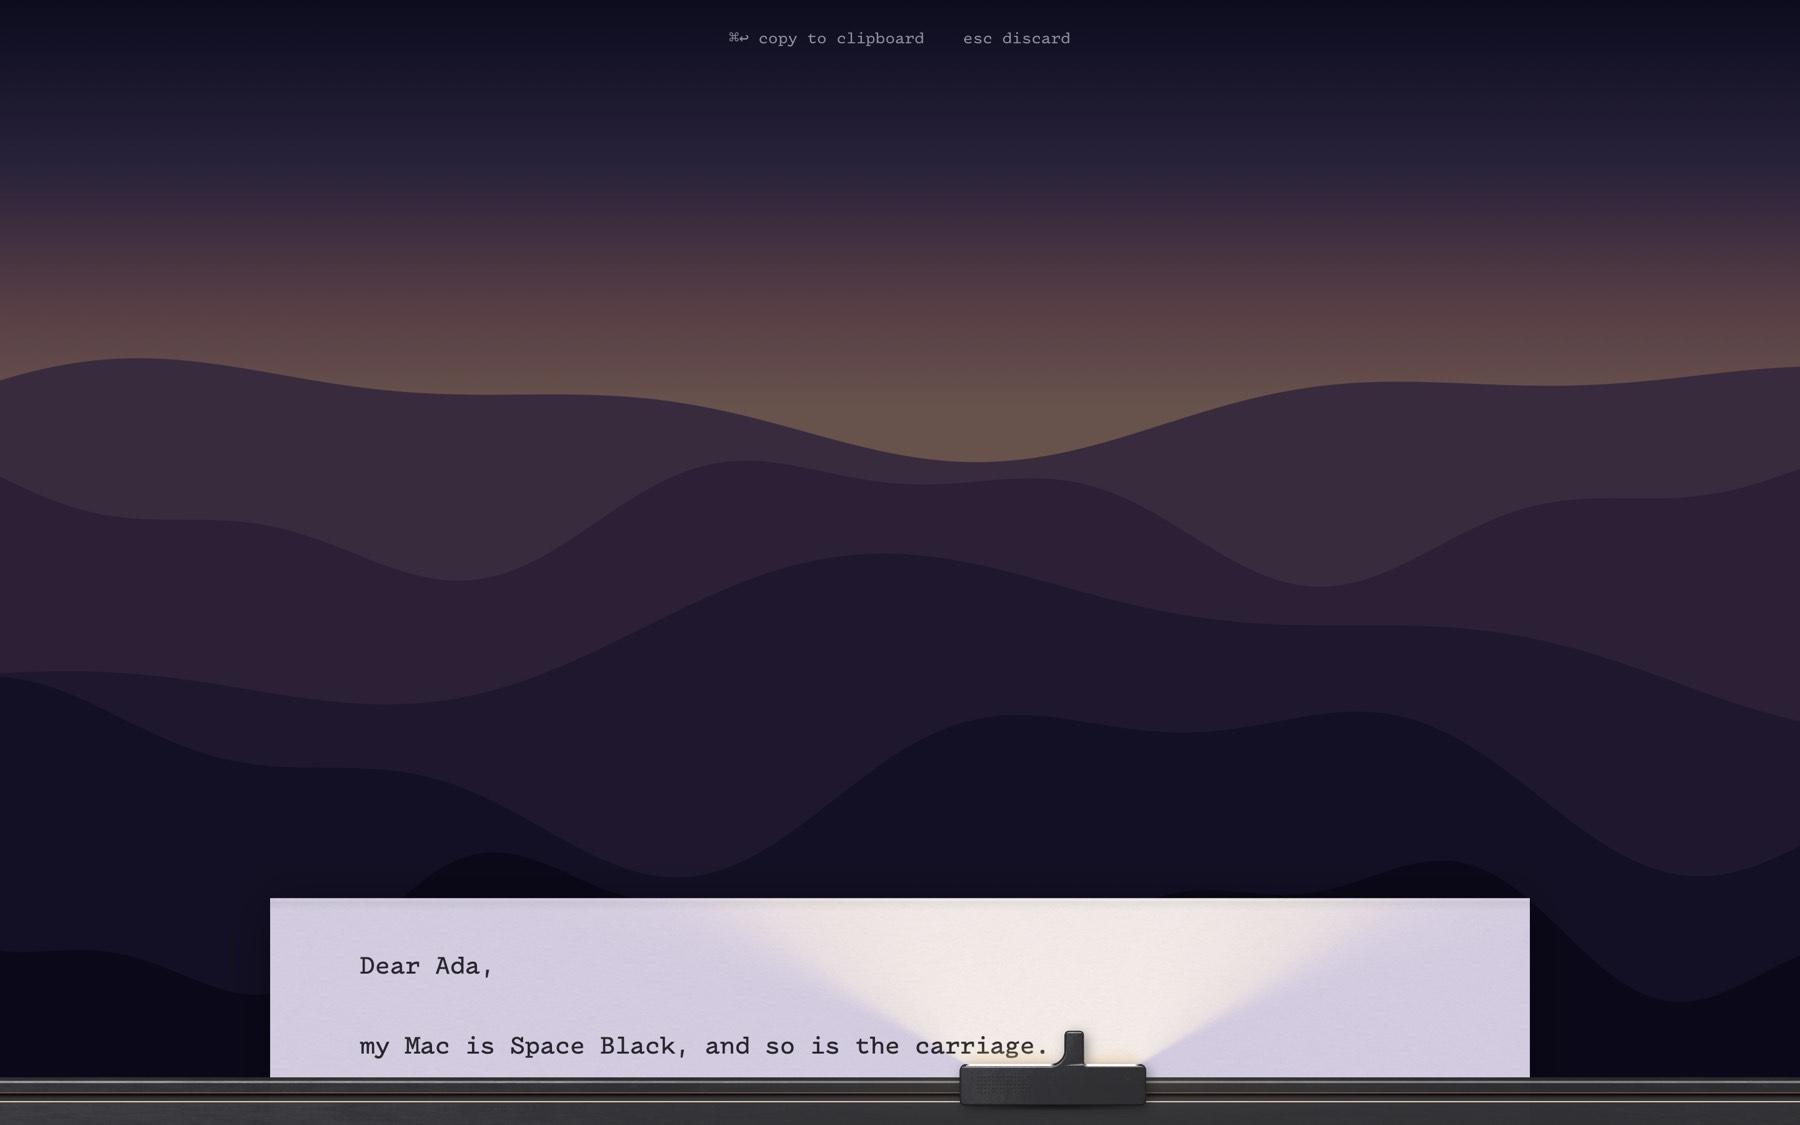 ⌘↩ copy to clipboard esc discard
Dear Ada,
my Mac is Space Black, and so is the carriage.